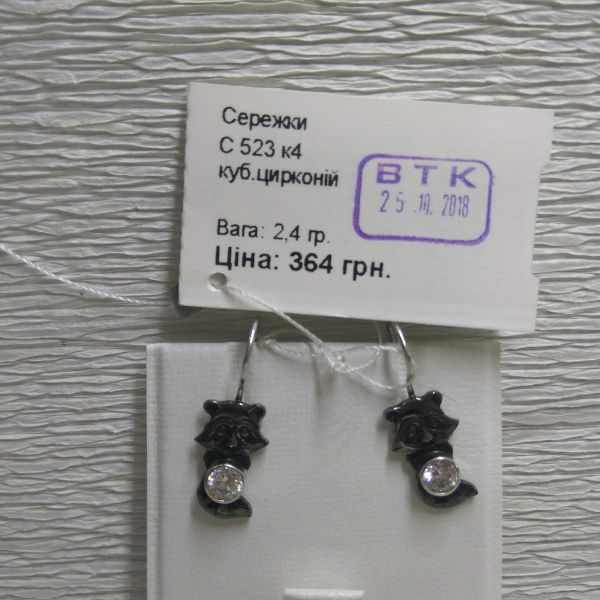 Сережки
С 523 к4
куб.цирконій
ВТК
25.10.2018
Вага: 2,4 гр.
Ціна: 364 грн.